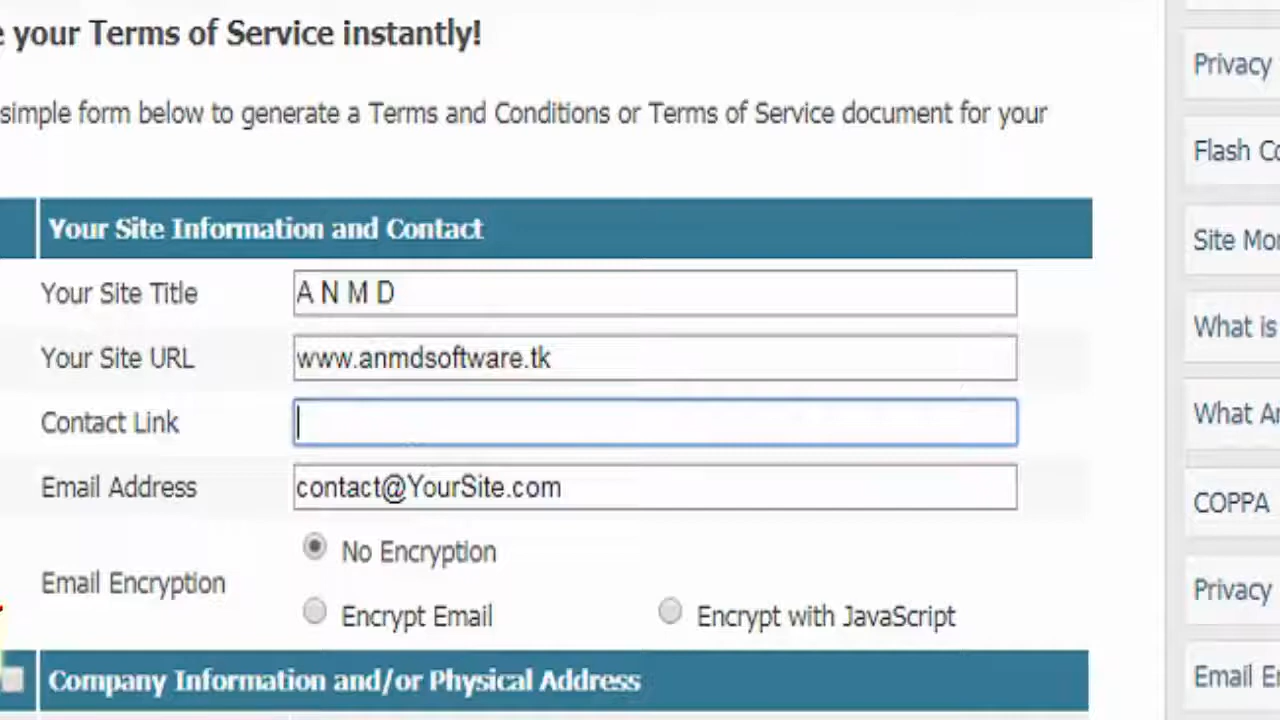 your Terms of Service instantly!
simple form below to generate a Terms and Conditions or Terms of Service document for your
Your Site Information and Contact
Your Site Title A N M D
Your Site URL www.anmdsoftware.tk
Contact Link
Email Address contact@YourSite.com
Email Encryption
No Encryption
Encrypt Email Encrypt with JavaScript
Company Information and/or Physical Address
Privacy
Flash
Site
What is
What
COPPA
Privacy
Email